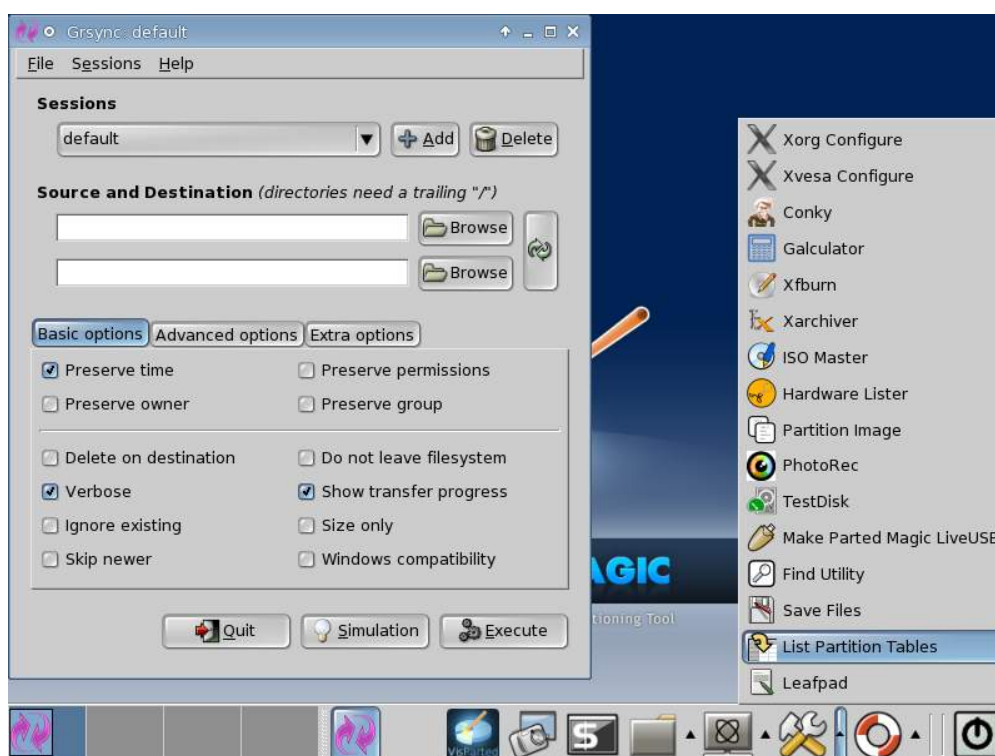 Grsync: default
File Sessions Help
Sessions
default Add Delete
Source and Destination (directories need a trailing "/")
Browse
Browse
Basic options Advanced options Extra options
Preserve time Preserve permissions
Preserve owner Preserve group
Delete on destination Do not leave filesystem
Verbose Show transfer progress
Ignore existing Size only
Skip newer Windows compatibility
Quit Simulation Execute
AGIC
tioning Tool
Xorg Configure
Xvesa Configure
Conky
Galculator
Xfburn
Xarchiver
ISO Master
Hardware Lister
Partition Image
PhotoRec
TestDisk
Make Parted Magic LiveUSB
Find Utility
Save Files
List Partition Tables
Leafpad
VisParted
$